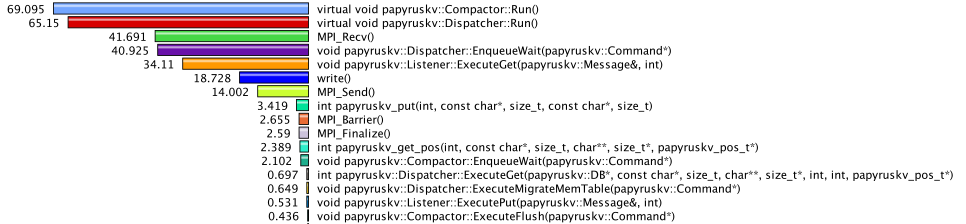 69.095 virtual void papyruskv::Compactor::Run()
65.15 virtual void papyruskv::Dispatcher::Run()
41.691 MPI_Recv()
40.925 void papyruskv::Dispatcher::EnqueueWait(papyruskv::Command*)
34.11 void papyruskv::Listener::ExecuteGet(papyruskv::Message&, int)
18.728 write()
14.002 MPI_Send()
3.419 int papyruskv_put(int, const char*, size_t, const char*, size_t)
2.655 MPI_Barrier()
2.59 MPI_Finalize()
2.389 int papyruskv_get_pos(int, const char*, size_t, char**, size_t*, papyruskv_pos_t*)
2.102 void papyruskv::Compactor::EnqueueWait(papyruskv::Command*)
0.697 int papyruskv::Dispatcher::ExecuteGet(papyruskv::DB*, const char*, size_t, char**, size_t*, int, int, papyruskv_pos_t*)
0.649 void papyruskv::Dispatcher::ExecuteMigrateMemTable(papyruskv::Command*)
0.531 void papyruskv::Listener::ExecutePut(papyruskv::Message&, int)
0.436 void papyruskv::Compactor::ExecuteFlush(papyruskv::Command*)